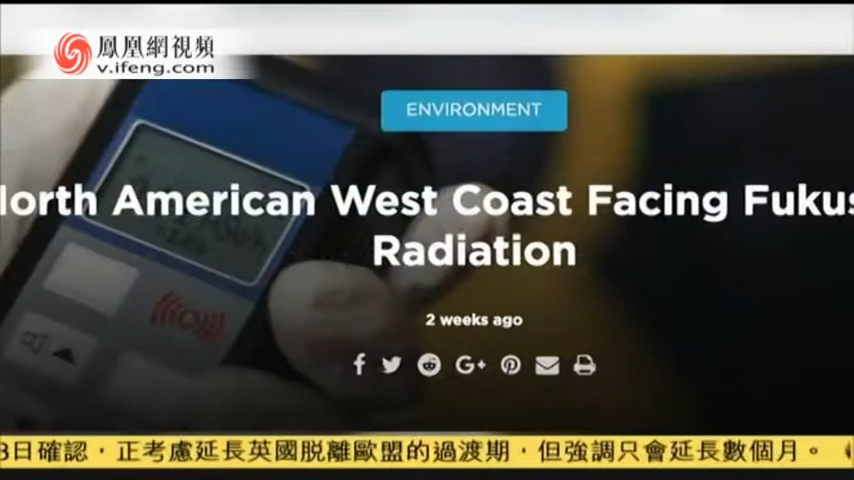 鳳凰網視頻
v.ifeng.com
ENVIRONMENT
North American West Coast Facing Fukus
Radiation
2 weeks ago
8日確認，正考慮延長英國脫離歐盟的過渡期，但強調只會延長數個月。